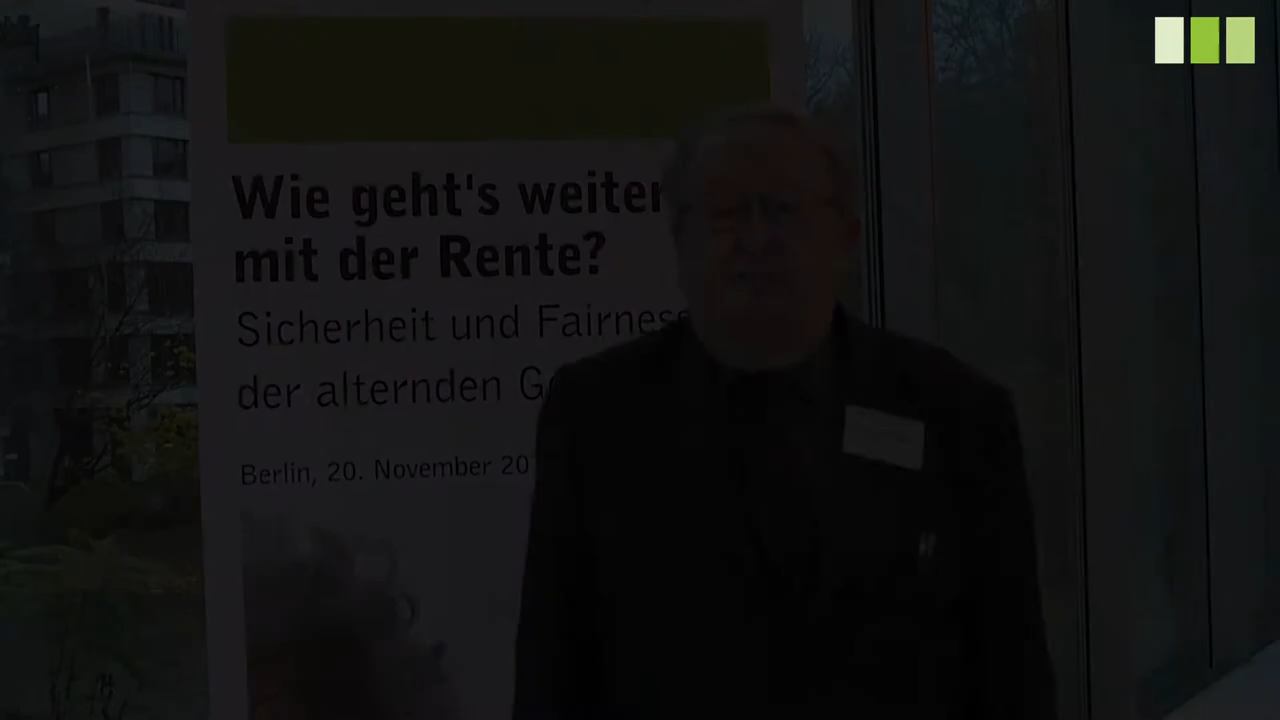 Wie geht's weiter
mit der Rente?
Sicherheit und Fairness
der alternden
Berlin, 20. November